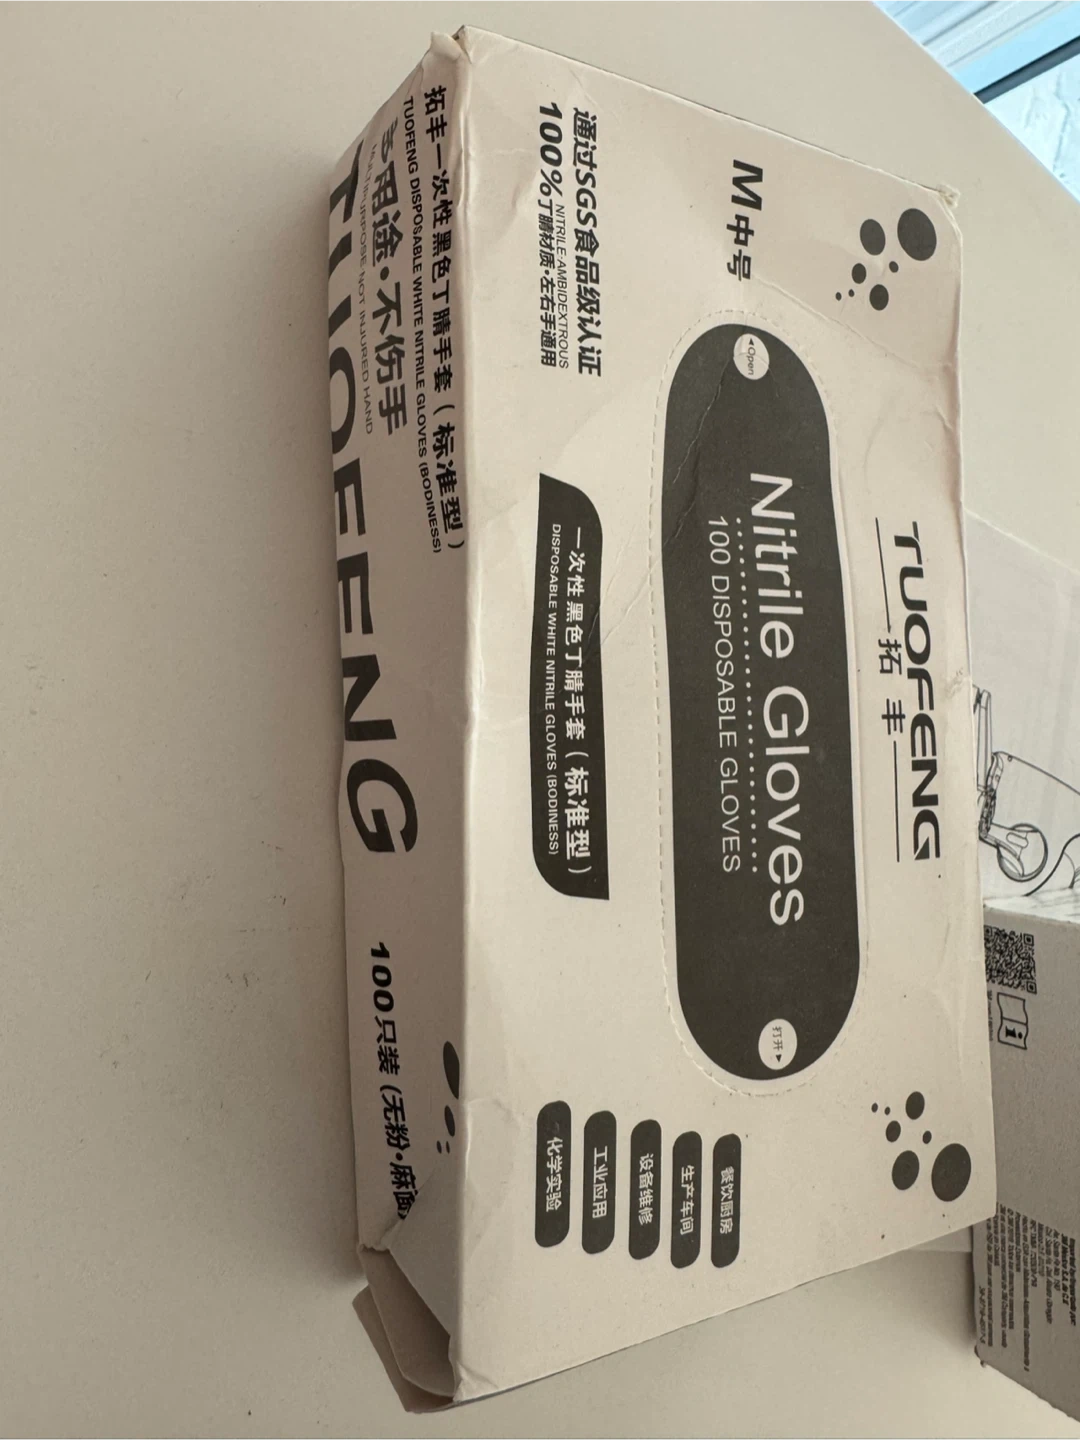 TUOFENG
拓丰
M中号
Open
Nitrile Gloves
100 DISPOSABLE GLOVES
打开
通过SGS食品级认证
NITRILE·AMBIDEXTROUS
100%丁腈材质·左右手通用
一次性黑色丁腈手套(标准型)
DISPOSABLE WHITE NITRILE GLOVES (BODINESS)
餐饮厨房
生产车间
设备维修
工业应用
化学实验
拓丰一次性黑色丁腈手套(标准型)
TUOFENG DISPOSABLE WHITE NITRILE GLOVES (BODINESS)
多用途·不伤手
MULTIPURPOSE NOT INJURED HAND
TUOFENG
100只装(无粉·麻面)